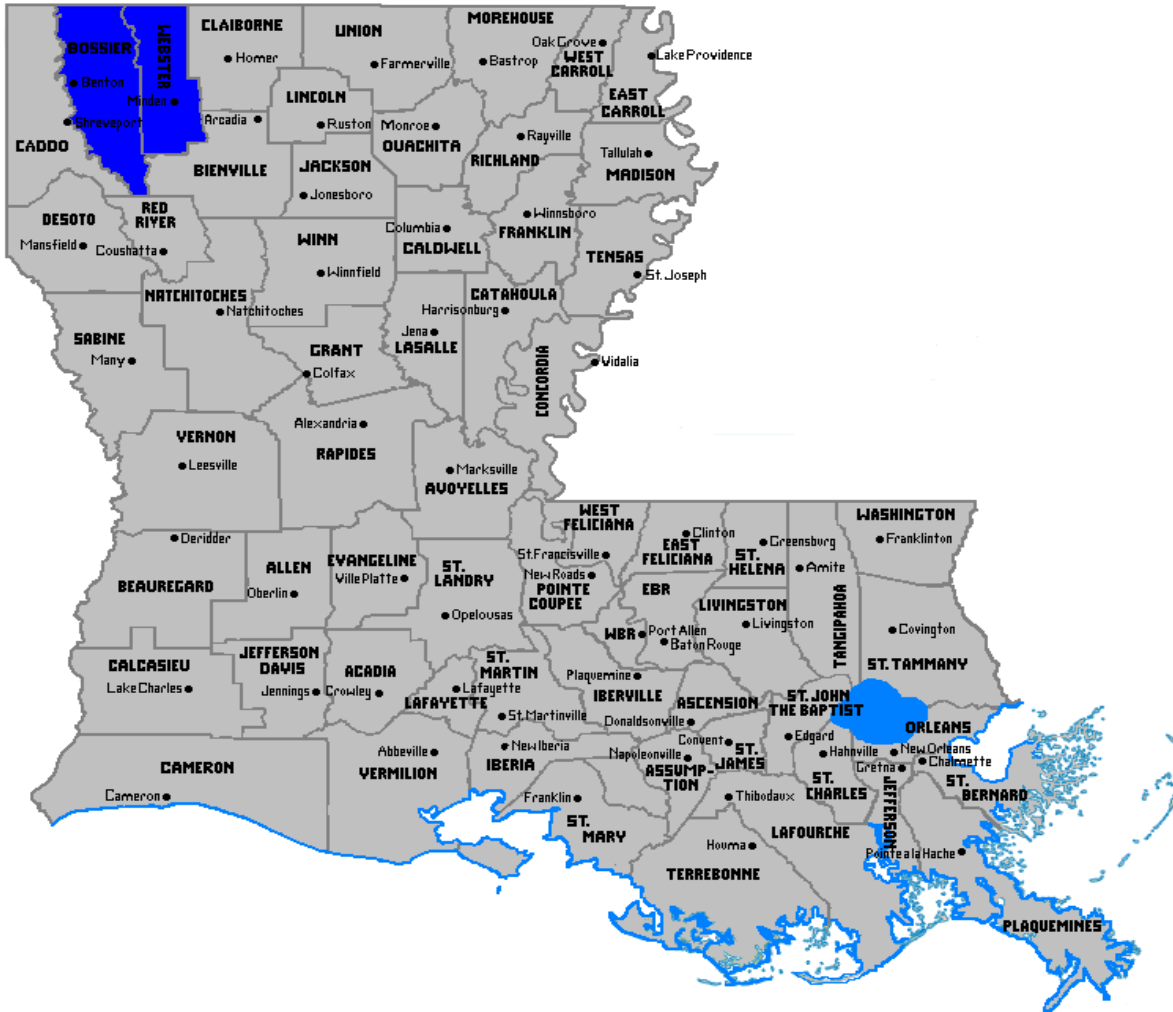 MOREHOUSE
CLAIBORNE
UNION
WEBSTER
BOSSIER
Oak Grove
WEST
CARROLL
Lake Providence
Homer
Farmerville
Bastrop
Benton
EAST
CARROLL
LINCOLN
Minden
Shreveport
Arcadia
Ruston
Monroe
OUACHITA
Rayville
RICHLAND
CADDO
BIENVILLE
JACKSON
Tallulah
MADISON
Jonesboro
DESOTO
RED
RIVER
Winnsboro
FRANKLIN
Columbia
CALDWELL
WINN
Mansfield
Coushatta
TENSAS
Winnfield
St. Joseph
NATCHITOCHES
Natchitoches
CATAHOULA
Harrisonburg
SABINE
Many
GRANT
Colfax
Jena
LASALLE
CONCORDIA
Vidalia
Alexandria
RAPIDES
VERNON
Leesville
Marksville
AVOYELLES
WEST
FELICIANA
WASHINGTON
Franklinton
Deridder
Clinton
EAST
FELICIANA
Greensburg
ST.
HELENA
St. Francisville
EVANGELINE
Ville Platte
ST.
LANDRY
Amite
BEAUREGARD
ALLEN
Oberlin
New Roads
POINTE
COUPEE
EBR
LIVINGSTON
Livingston
TANGIPAHOA
Opelousas
WBR
Port Allen
Baton Rouge
Covington
ST. TAMMANY
CALCASIEU
Lake Charles
JEFFERSON
DAVIS
Jennings
ACADIA
Crowley
ST.
MARTIN
Lafayette
LAFAYETTE
Plaquemine
IBERVILLE
ASCENSION
ST. JOHN
THE BAPTIST
St. Martinville
Donaldsonville
ORLEANS
Edgard
Convent
ST.
JAMES
Hahnville
New Orleans
Charmette
Gretna
CAMERON
Cameron
Abbeville
VERMILION
New Iberia
IBERIA
Napoleonville
ASSUMP-
TION
ST.
CHARLES
JEFFERSON
ST.
BERNARD
Franklin
ST.
MARY
Thibodaux
LAFOURCHE
Houma
TERREBONNE
Pointe a la Hache
PLAQUEMINES